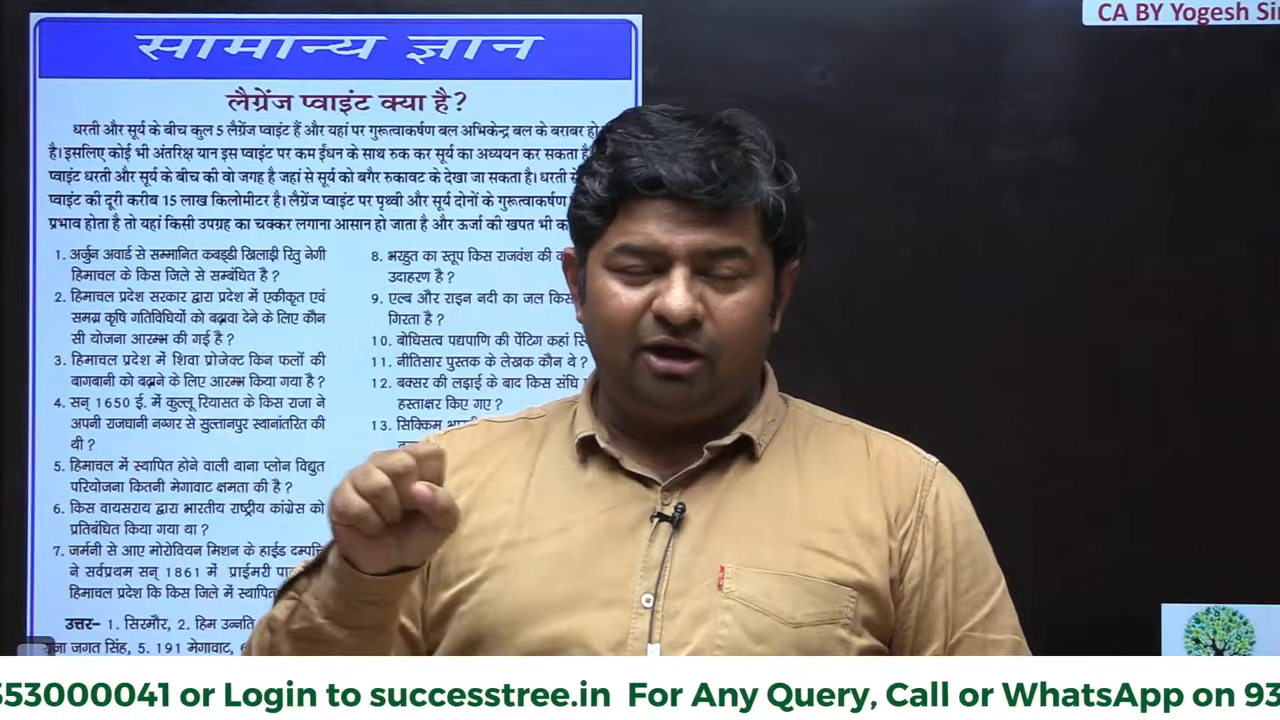 CA BY Yogesh Sir
सामान्य ज्ञान
लैग्रेंज प्वाइंट क्या है?
धरती और सूर्य के बीच कुल 5 लैग्रेंज प्वाइंट हैं और यहां पर गुरूत्वाकर्षण बल अभिकेन्द्र बल के बराबर हो
है। इसलिए कोई भी अंतरिक्ष यान इस प्वाइंट पर कम ईंधन के साथ रुक कर सूर्य का अध्ययन कर सकता है
प्वाइंट धरती और सूर्य के बीच की वो जगह है जहां से सूर्य को बगैर रुकावट के देखा जा सकता है। धरती से
प्वाइंट की दूरी करीब 15 लाख किलोमीटर है। लैग्रेंज प्वाइंट पर पृथ्वी और सूर्य दोनों के गुरूत्वाकर्षण
प्रभाव होता है तो यहां किसी उपग्रह का चक्कर लगाना आसान हो जाता है और ऊर्जा की खपत भी क
1. अर्जुन अवार्ड से सम्मानित कबड्डी खिलाड़ी रितु नेगी
हिमाचल के किस जिले से सम्बंधित है ?
2. हिमाचल प्रदेश सरकार द्वारा प्रदेश में एकीकृत एवं
समग्र कृषि गतिविधियों को बढ़ावा देने के लिए कौन
सी योजना आरम्भ की गई है ?
3. हिमाचल प्रदेश में शिवा प्रोजेक्ट किन फलों की
बागबानी को बढ़ाने के लिए आरम्भ किया गया है ?
4. सन् 1650 ई. में कुल्लू रियासत के किस राजा ने
अपनी राजधानी नग्गर से सुल्तानपुर स्थानांतरित की
थी ?
5. हिमाचल में स्थापित होने वाली थाना प्लोन विद्युत
परियोजना कितनी मेगावाट क्षमता की है ?
6. किस वायसराय द्वारा भारतीय राष्ट्रीय कांग्रेस को
प्रतिबंधित किया गया था ?
7. जर्मनी से आए मोरोवियन मिशन के हाईड दम्पति
ने सर्वप्रथम सन् 1861 में प्राईमरी
हिमाचल प्रदेश कि किस जिले में स्थापित
8. भरहुत का स्तूप किस राजवंश की
उदाहरण है ?
9. एल्ब और राइन नदी का जल किस
गिरता है ?
10. बोधिसत्व पद्यपाणि की पेंटिग कहां
11. नीतिसार पुस्तक के लेखक कौन थे ?
12. बक्सर की लड़ाई के बाद किस संधि
हस्ताक्षर किए गए ?
13. सिक्किम
उत्तर– 1. सिरमौर, 2. हिम उन्नति
राजा जगत सिंह, 5. 191 मेगावाट,
353000041 or Login to successtree.in For Any Query, Call or WhatsApp on 93